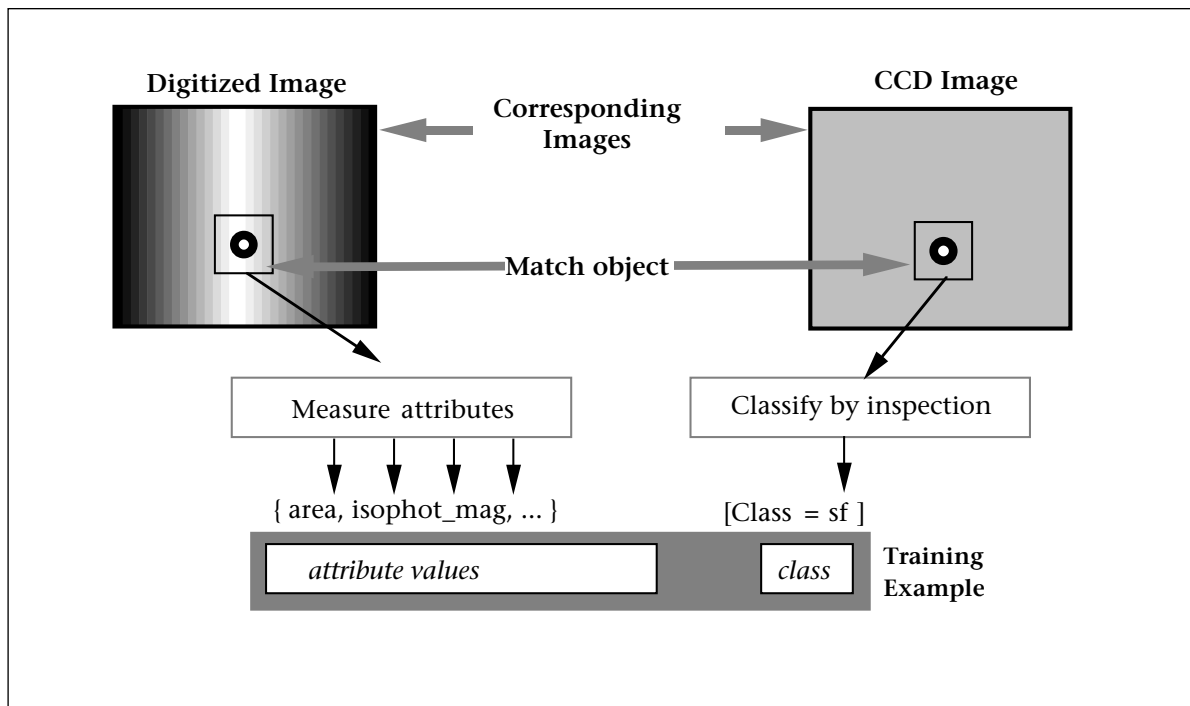 Digitized Image
CCD Image
Corresponding
Images
Match object
Measure attributes
Classify by inspection
{ area, isophot_mag, ... }
[Class = sf ]
attribute values
class
Training
Example